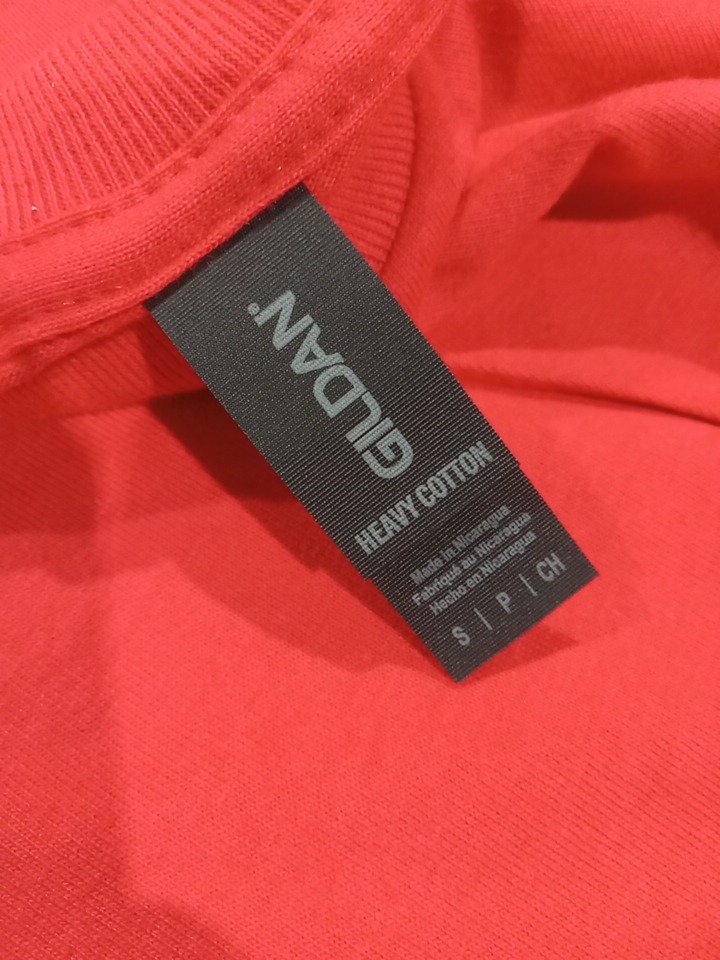 GILDAN®
HEAVY COTTON
Made in Nicaragua
Fabriqué au Nicaragua
Hecho en Nicaragua
S | P | CH